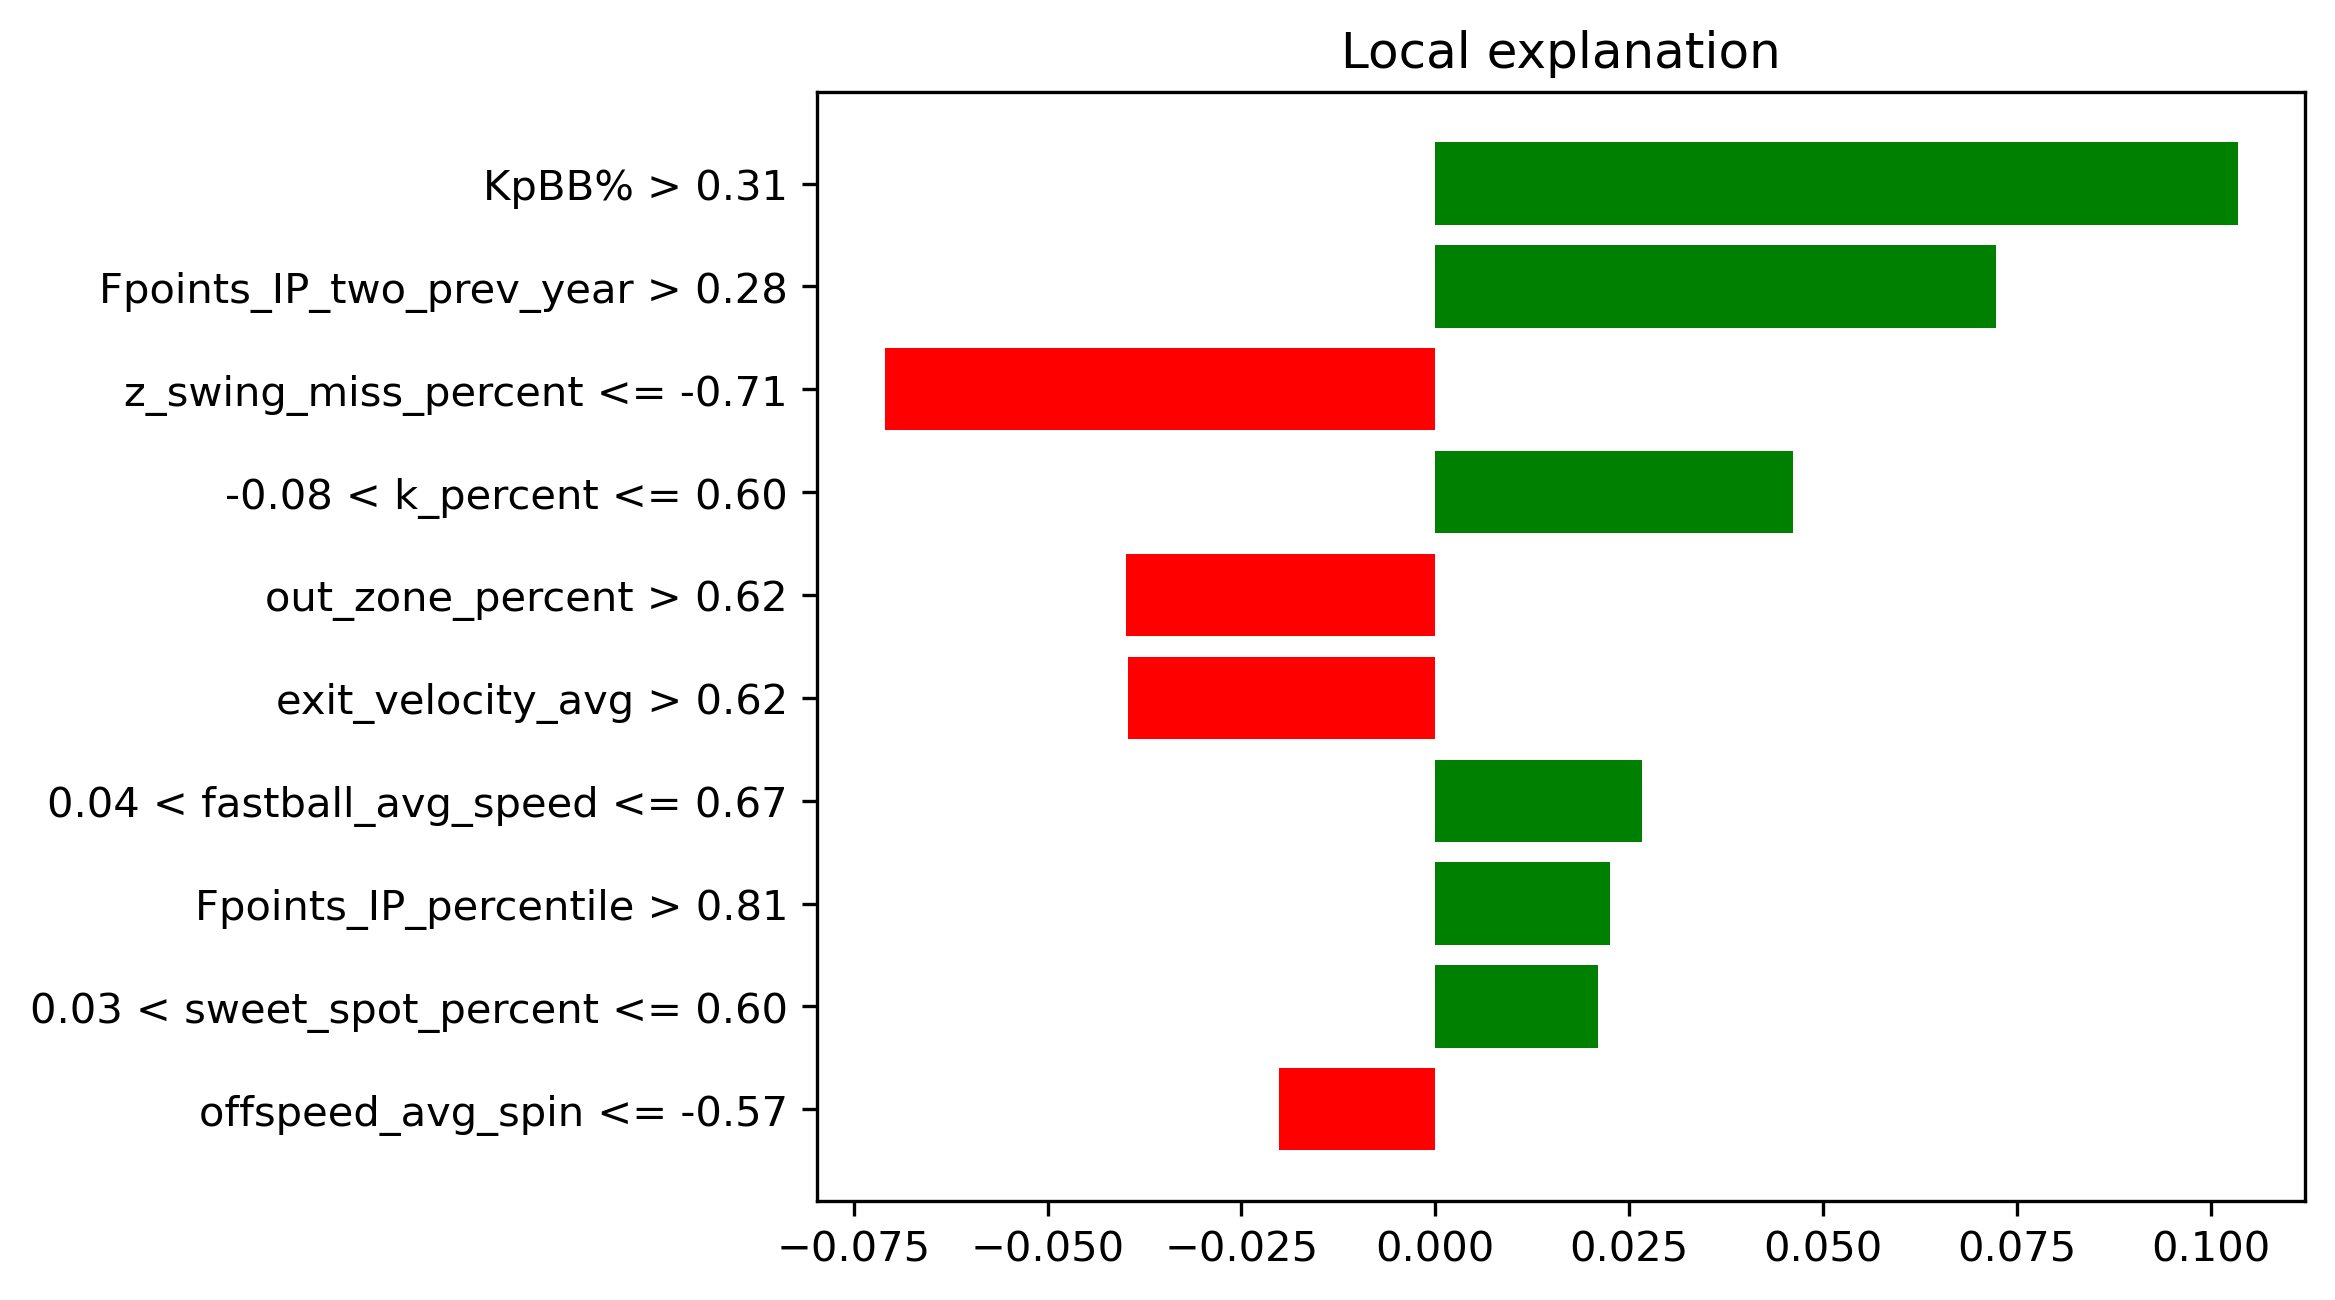 Local explanation
KpBB% > 0.31
Fpoints_IP_two_prev_year > 0.28
z_swing_miss_percent <= -0.71
-0.08 < k_percent <= 0.60
out_zone_percent > 0.62
exit_velocity_avg > 0.62
0.04 < fastball_avg_speed <= 0.67
Fpoints_IP_percentile > 0.81
0.03 < sweet_spot_percent <= 0.60
offspeed_avg_spin <= -0.57
−0.075 −0.050 −0.025 0.000 0.025 0.050 0.075 0.100